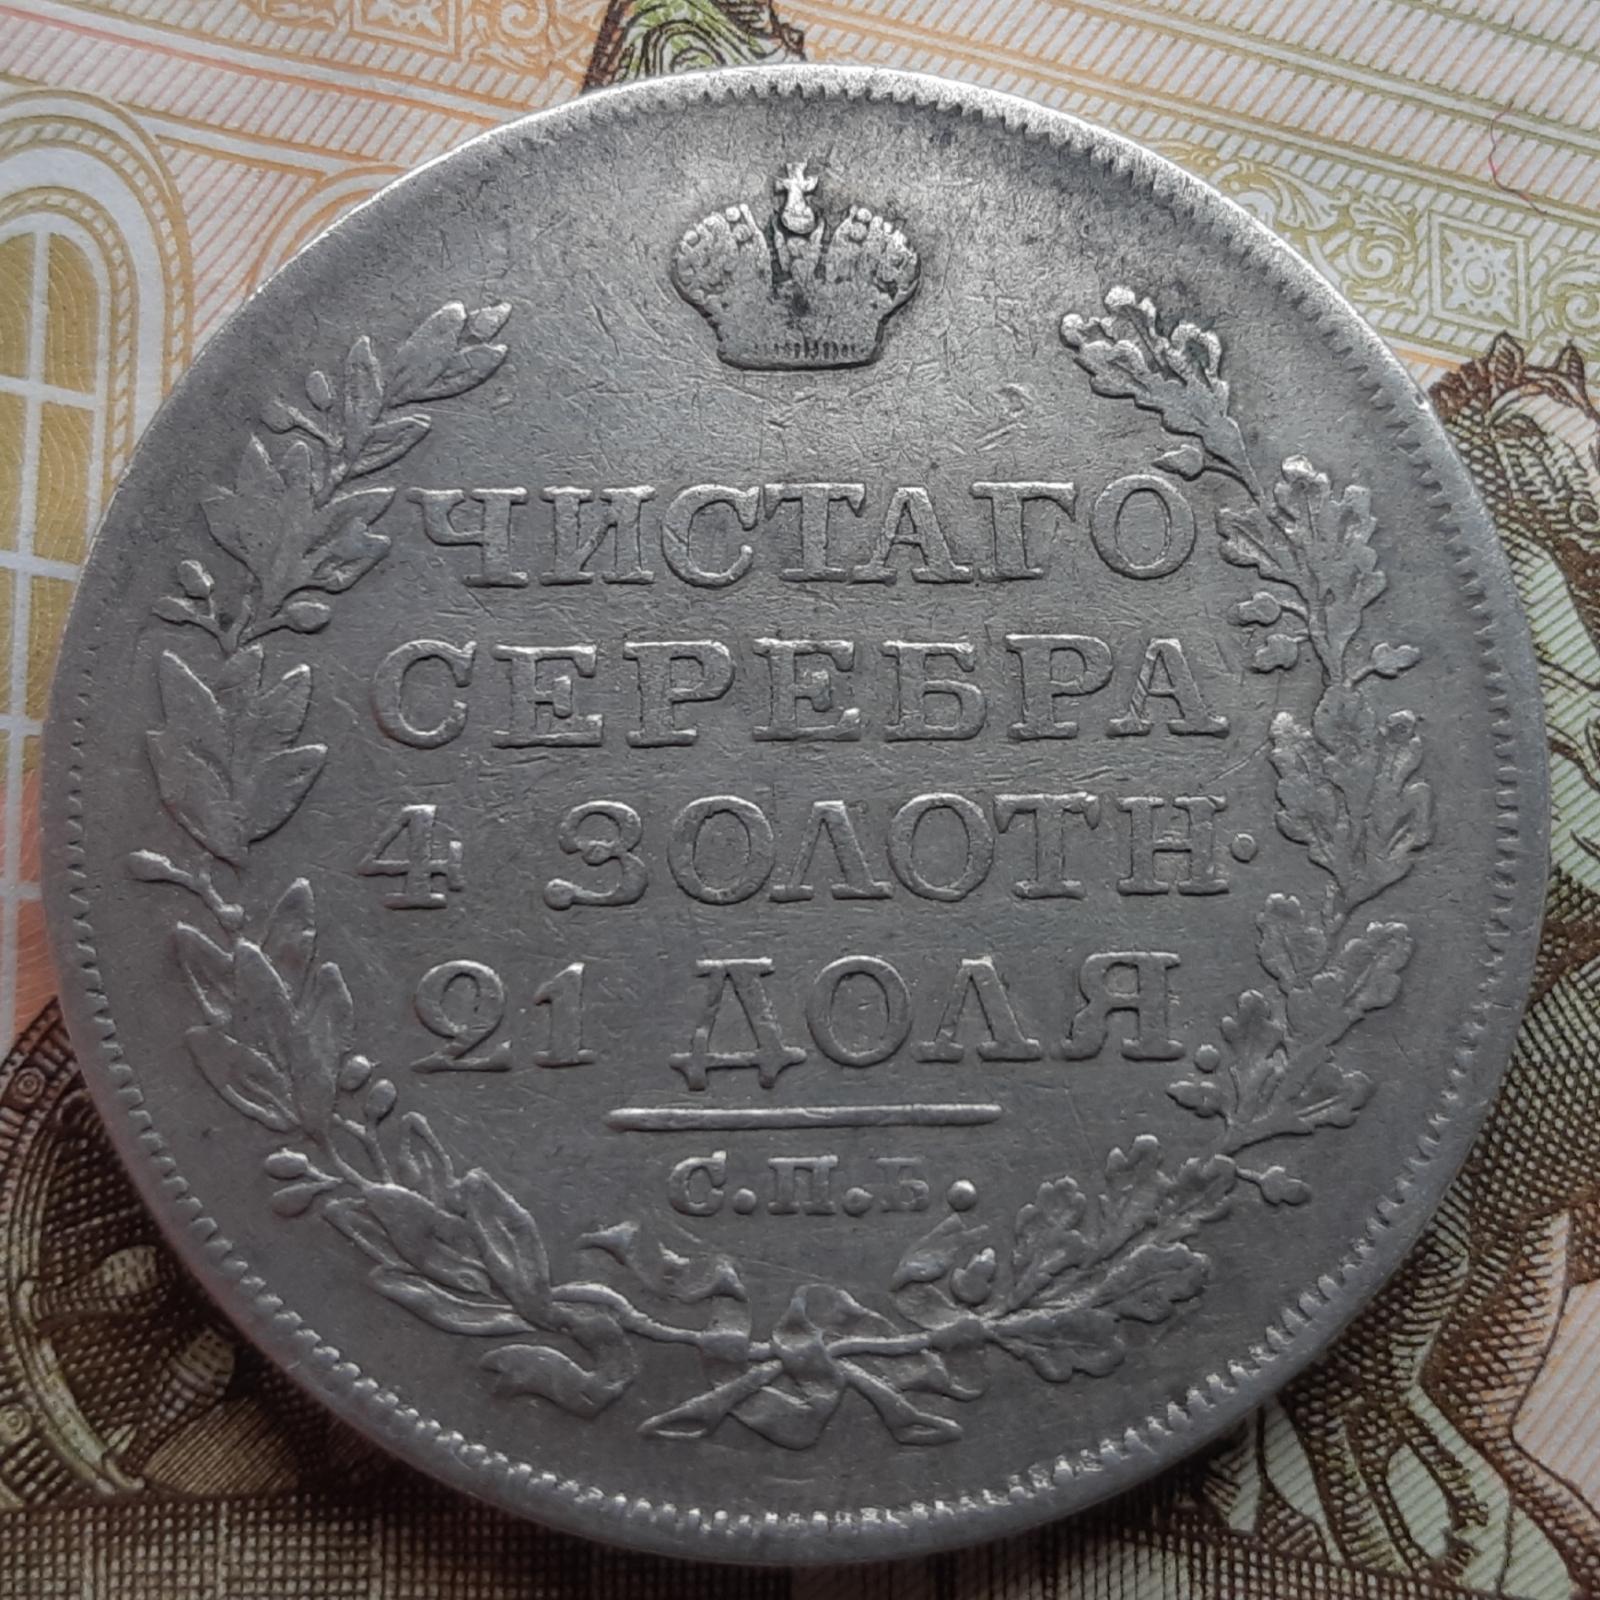 ЧИСТАГО
СЕРЕБРА
4 ЗОЛОТН.
21 ДОЛЯ.
С.П.Б.